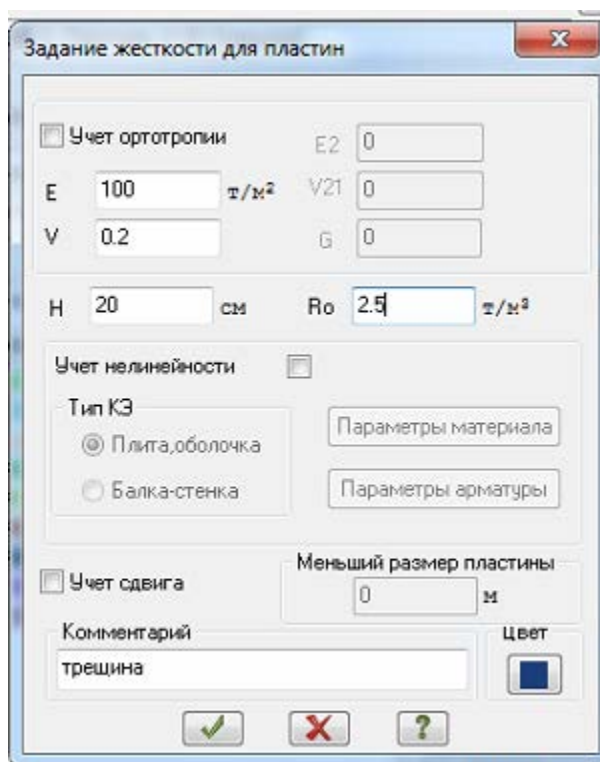 Задание жесткости для пластин
Учет ортотропии
E2 0
E 100 т/м² V21 0
V 0.2 G 0
H 20 см Ro 2.5 т/м³
Учет нелинейности
Тип КЭ
Плита,оболочка Параметры материала
Балка-стенка Параметры арматуры
Меньший размер пластины
Учет сдвига 0 м
Комментарий Цвет
трещина
?